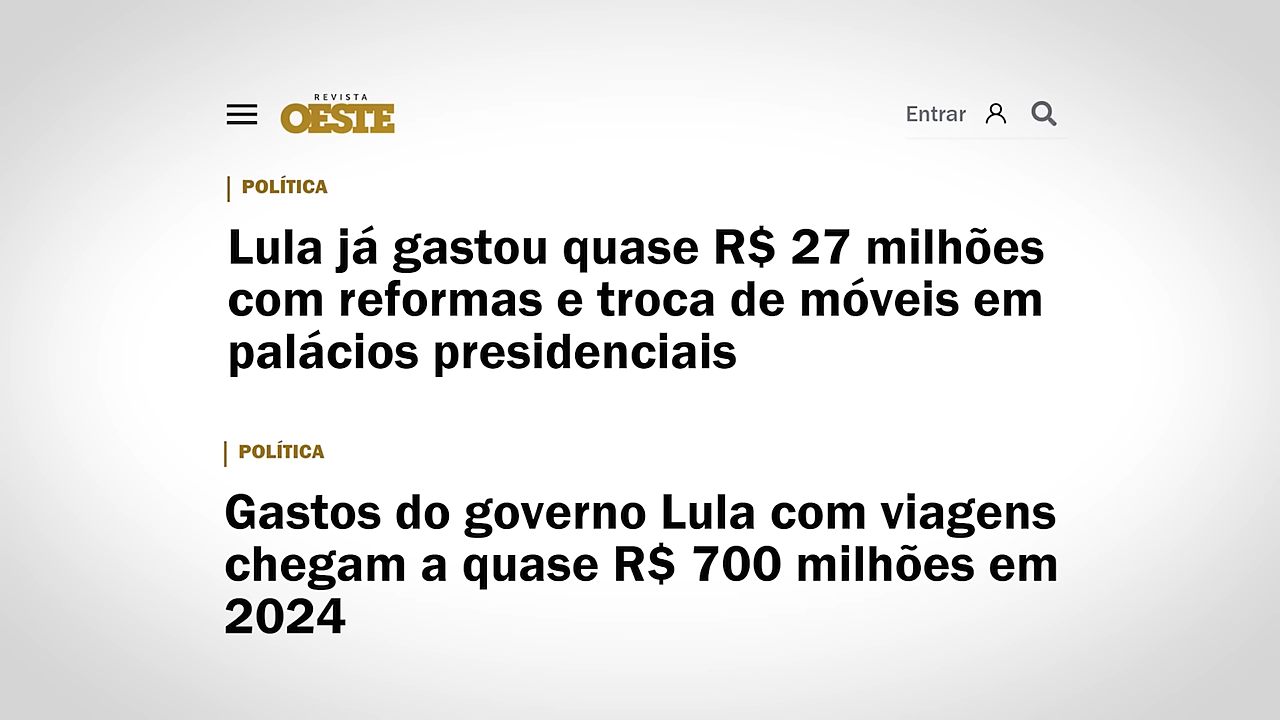 REVISTA
OESTE
Entrar
POLÍTICA
Lula já gastou quase R$ 27 milhões
com reformas e troca de móveis em
palácios presidenciais
POLÍTICA
Gastos do governo Lula com viagens
chegam a quase R$ 700 milhões em
2024